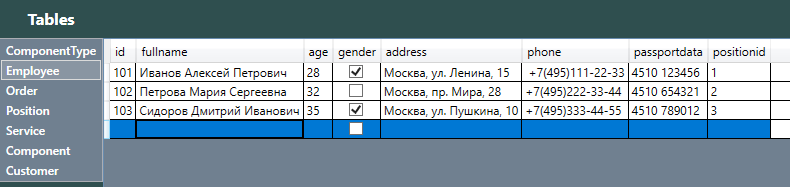 Tables
ComponentType
Employee
Order
Position
Service
Component
Customer
id fullname age gender address phone passportdata positionid
101 Иванов Алексей Петрович 28 Москва, ул. Ленина, 15 +7(495)111-22-33 4510 123456 1
102 Петрова Мария Сергеевна 32 Москва, пр. Мира, 28 +7(495)222-33-44 4510 654321 2
103 Сидоров Дмитрий Иванович 35 Москва, ул. Пушкина, 10 +7(495)333-44-55 4510 789012 3